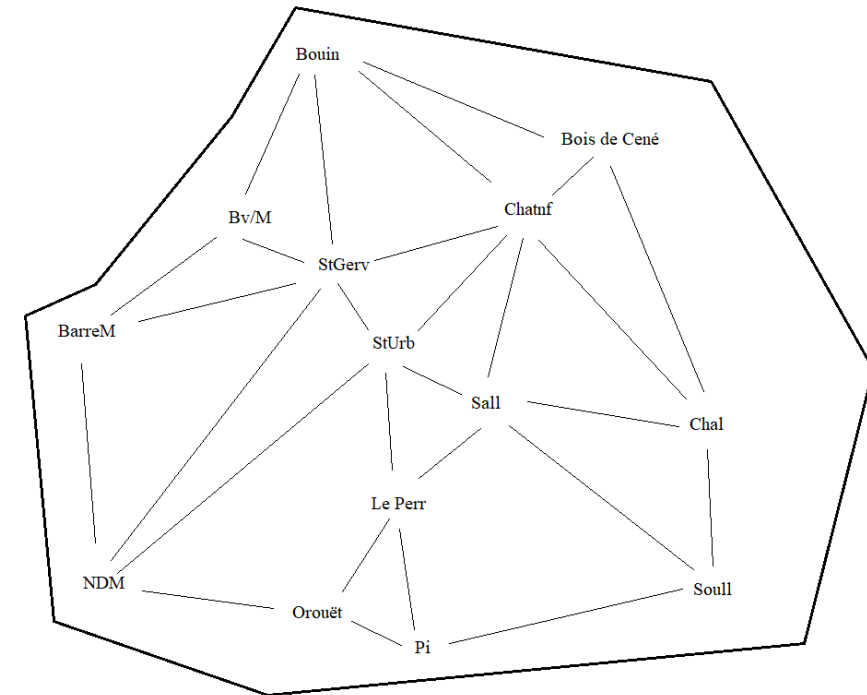 Bouin
Bois de Cené
Chatnf
Bv/M
StGerv
BarreM
StUrb
Sall
Chal
Le Perr
NDM
Soull
Orouët
Pi